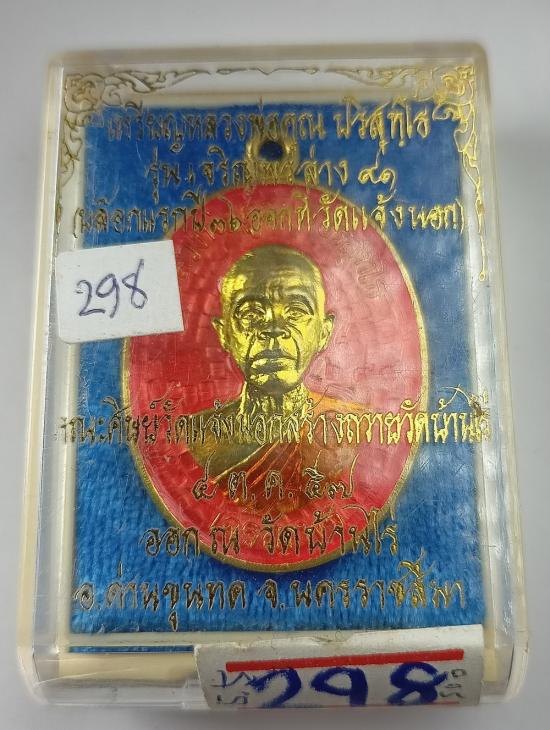 เหรียญหลวงพ่อคูณ ปริสุทฺโธ
รุ่น เจริญพรล่าง ๙๑
(บล็อกแรกปี ๓๖ ออกที่วัดแจ้งนอก)
298
คณะศิษย์วัดแจ้งนอกสร้างถวายวัดบ้านไร่
๔ ต.ค. ๕๗
ออก ณ วัดบ้านไร่
อ.ด่านขุนทด จ.นครราชสีมา
298